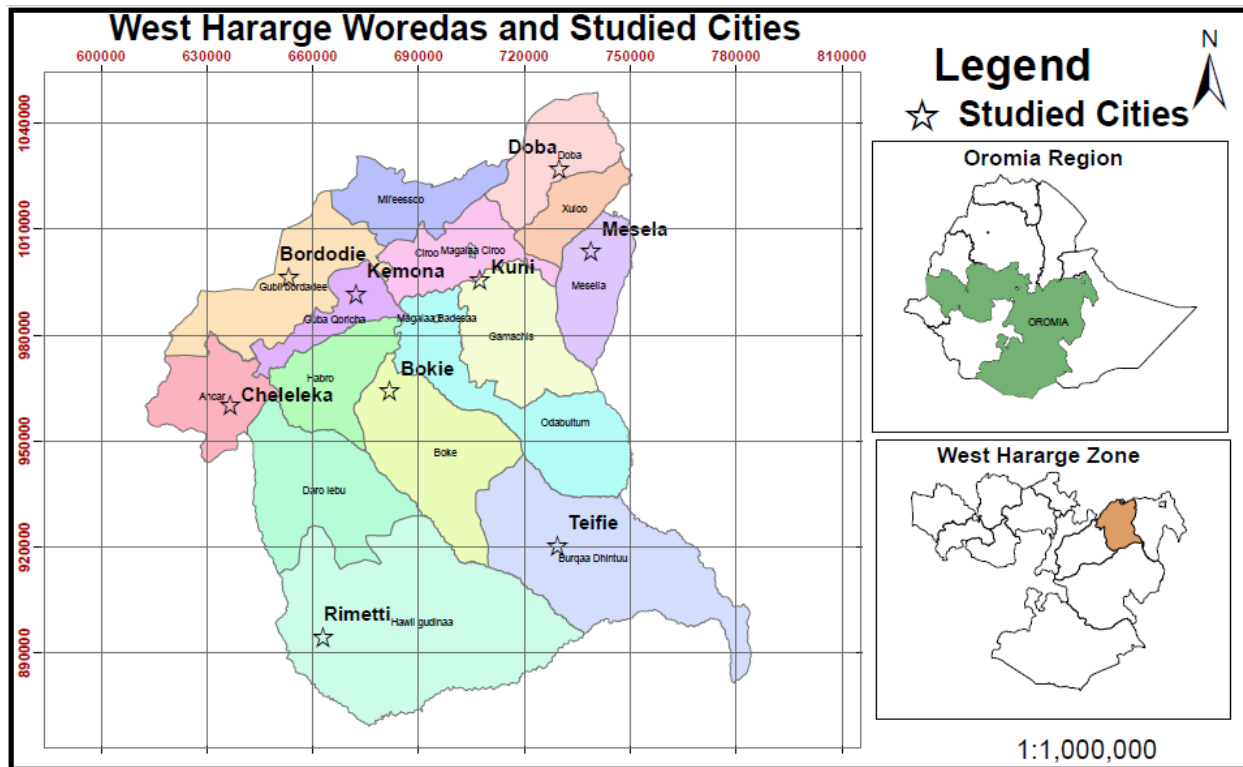 West Hararge Woredas and Studied Cities
600000 630000 660000 690000 720000 750000 780000 810000
1040000
1010000
980000
950000
920000
890000
Doba
Doba
Mil'eessco
Xuloo
Mesela
Ciroo
Magalaa Ciroo
Bordodie
Kemona
Kurii
Gubii bordadee
Mesella
Guba Qoricha
Magalaa Badesaa
Gamachis
Bokie
Habro
Ancar
Cheleleka
Odabultum
Boke
Daro lebu
Teifie
Burqaa Dhintuu
Rimetti
Hawii gudinaa
N
Legend
Studied Cities
Oromia Region
OROMIA
West Hararge Zone
1:1,000,000